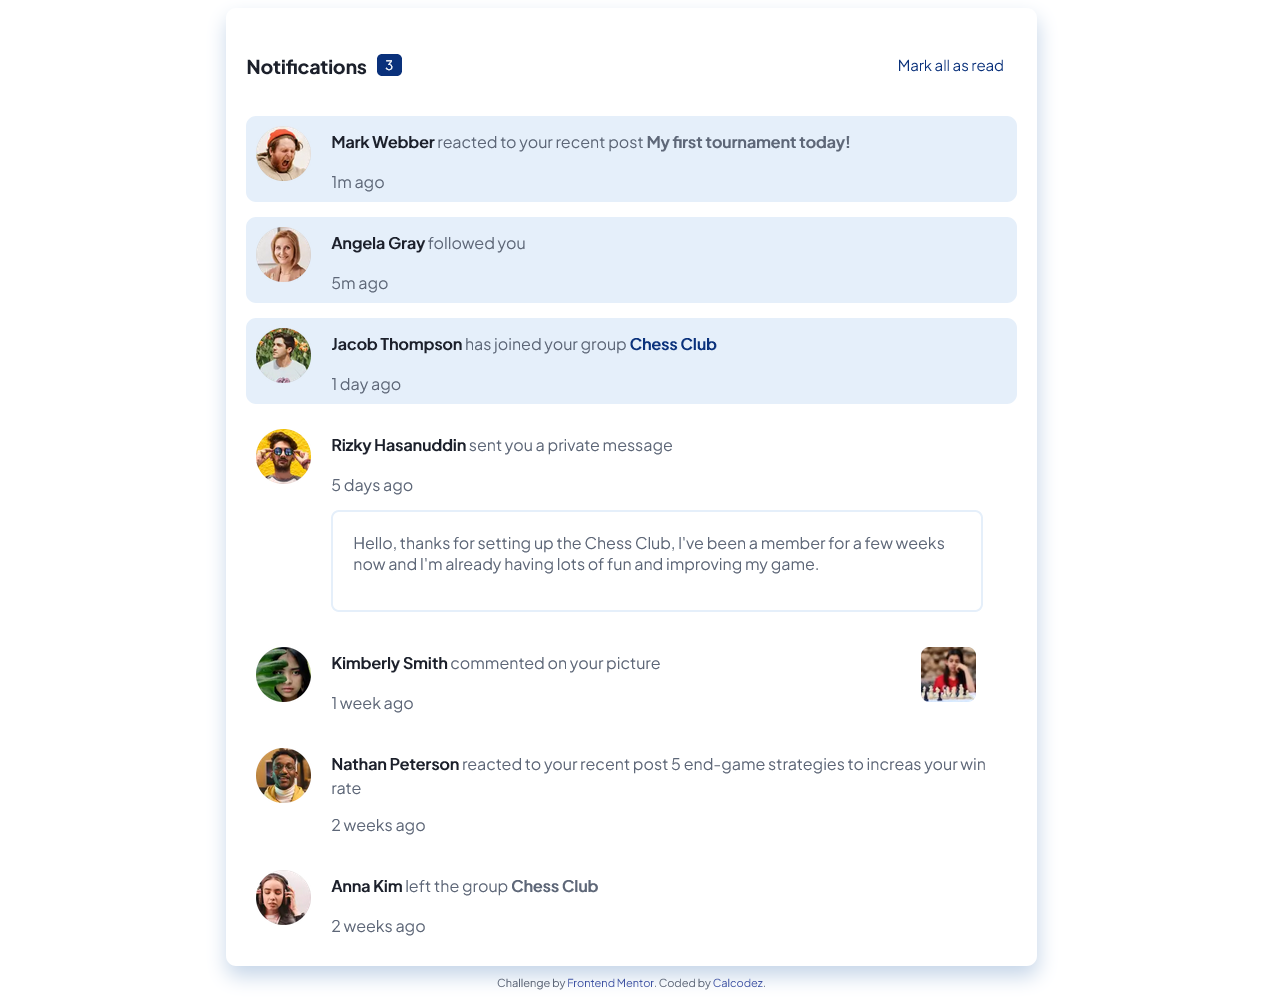 Notifications 3 Mark all as read
Mark Webber reacted to your recent post My first tournament today!
1m ago
Angela Gray followed you
5m ago
Jacob Thompson has joined your group Chess Club
1 day ago
Rizky Hasanuddin sent you a private message
5 days ago
Hello, thanks for setting up the Chess Club, I've been a member for a few weeks
now and I'm already having lots of fun and improving my game.
Kimberly Smith commented on your picture
1 week ago
Nathan Peterson reacted to your recent post 5 end-game strategies to increas your win
rate
2 weeks ago
Anna Kim left the group Chess Club
2 weeks ago
Challenge by Frontend Mentor. Coded by Calcodez.